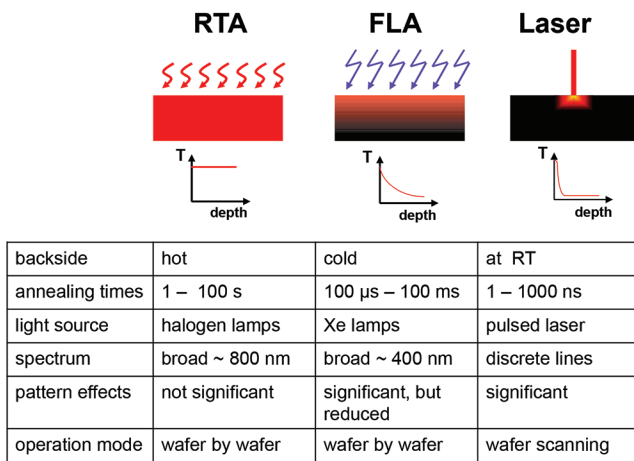 RTA FLA Laser
T T T
depth depth depth
backside hot cold at RT
annealing times 1 – 100 s 100 µs – 100 ms 1 – 1000 ns
light source halogen lamps Xe lamps pulsed laser
spectrum broad ~ 800 nm broad ~ 400 nm discrete lines
pattern effects not significant significant, but significant
reduced
operation mode wafer by wafer wafer by wafer wafer scanning